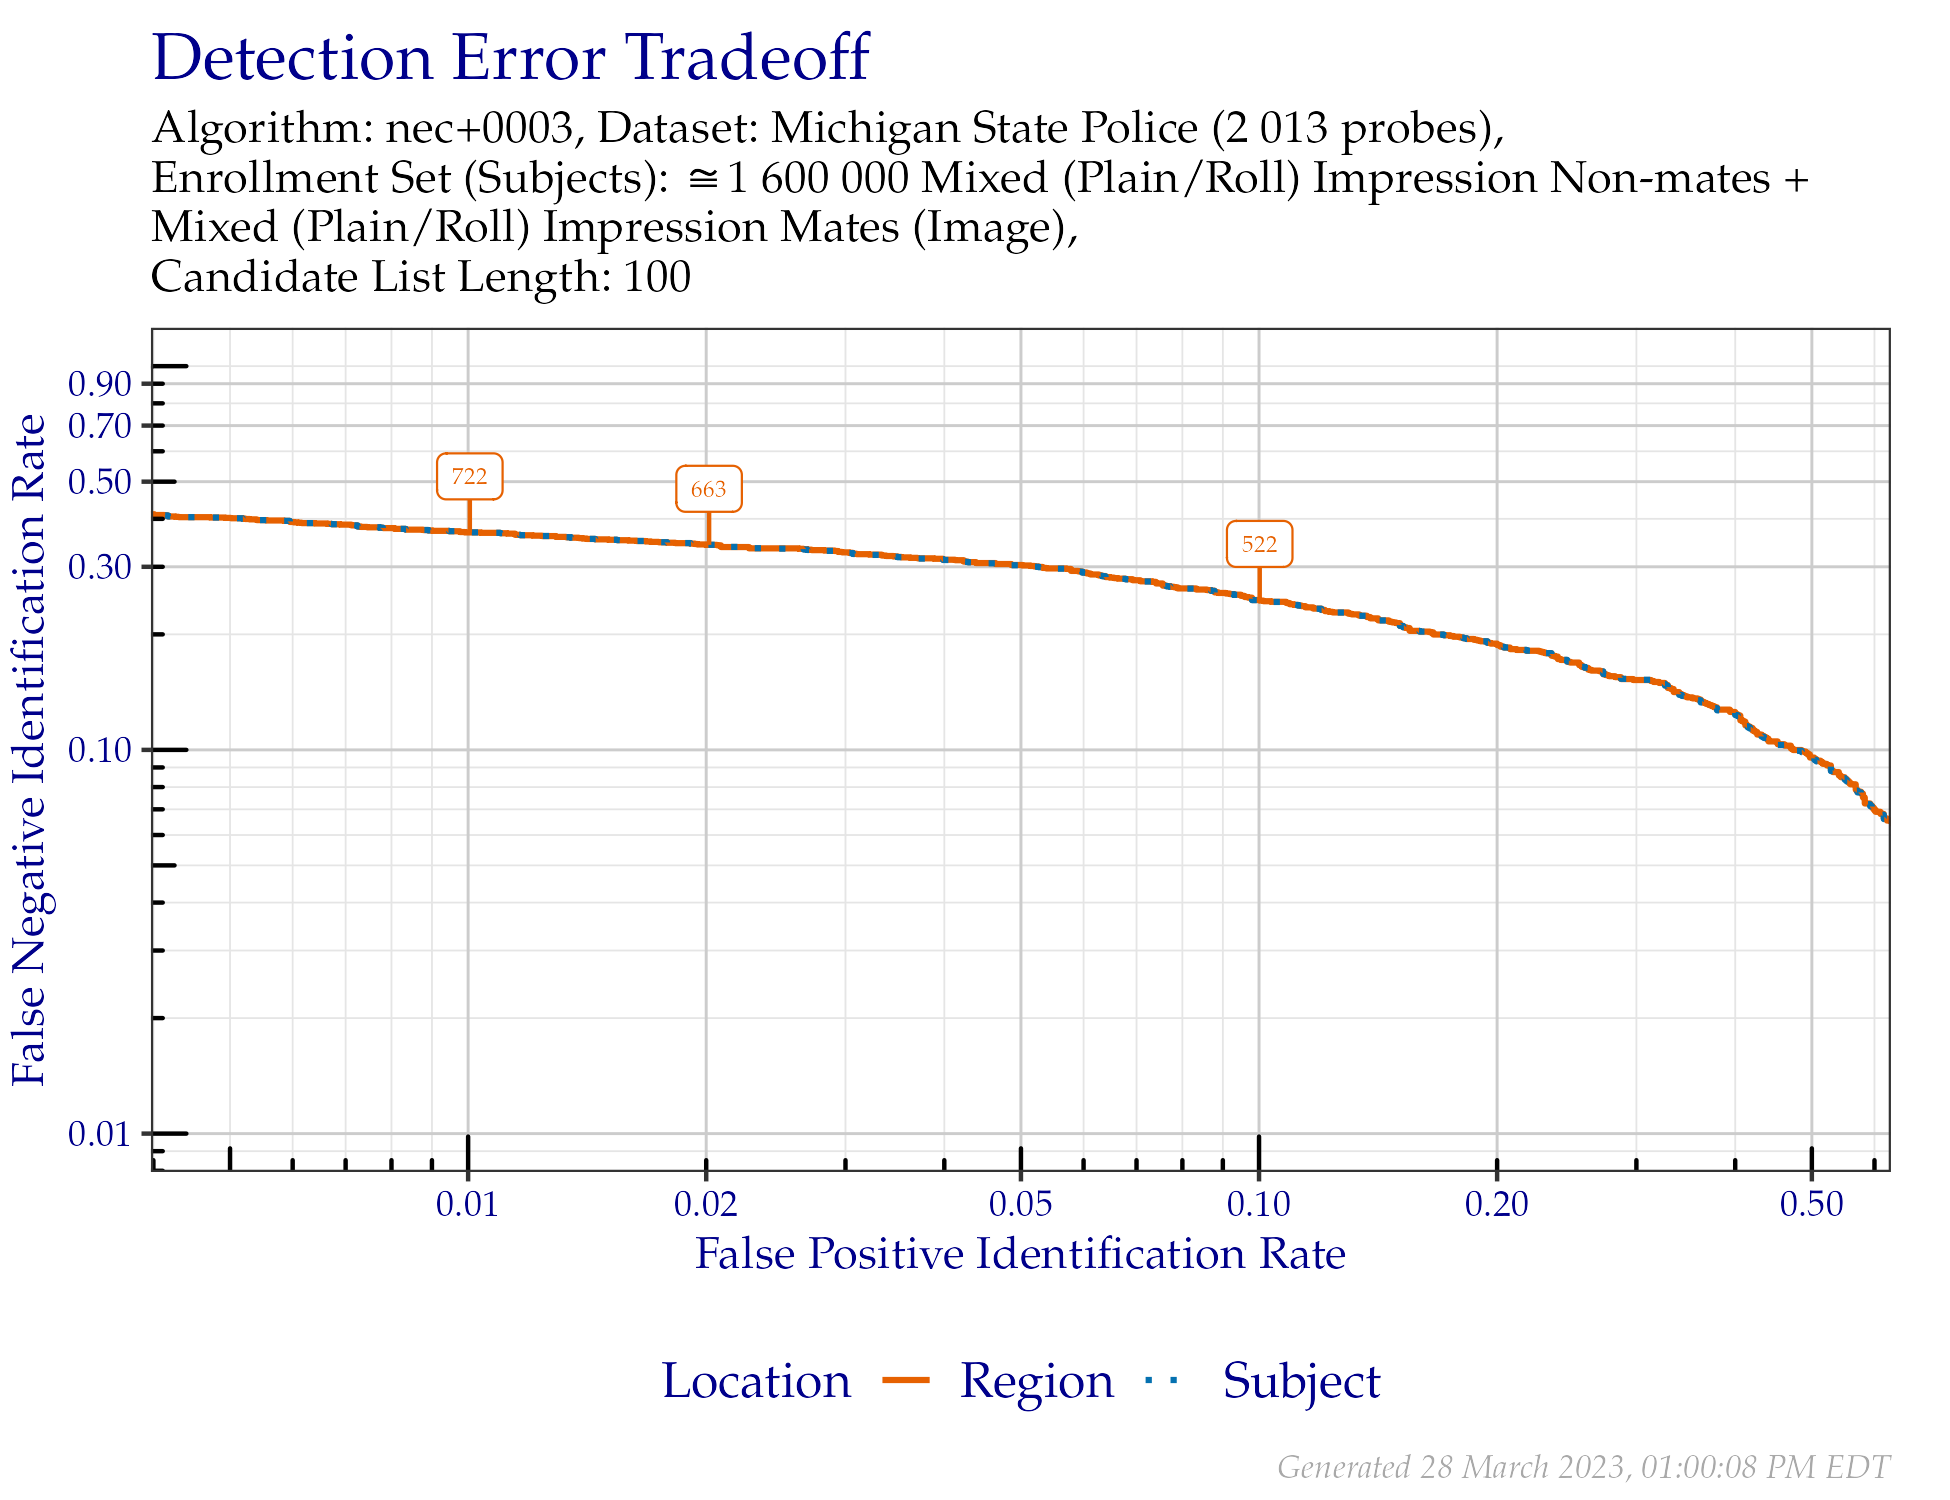 Detection Error Tradeoff
Algorithm: nec+0003, Dataset: Michigan State Police (2 013 probes),
Enrollment Set (Subjects): ≅ 1 600 000 Mixed (Plain/Roll) Impression Non-mates +
Mixed (Plain/Roll) Impression Mates (Image),
Candidate List Length: 100
False Negative Identification Rate
0.90
0.70
0.50
0.30
0.10
0.01
722
663
522
0.01 0.02 0.05 0.10 0.20 0.50
False Positive Identification Rate
Location Region Subject
Generated 28 March 2023, 01:00:08 PM EDT